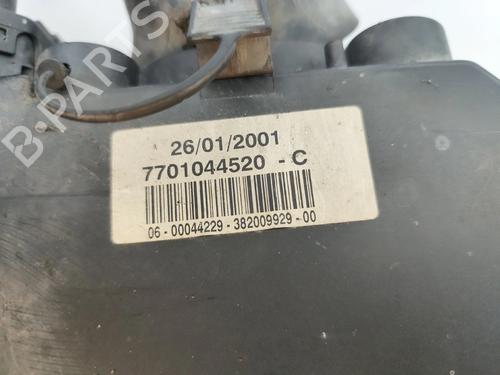 26/01/2001
7701044520 - C
06 - 00044229 - 382009929 - 00
B-PARTS